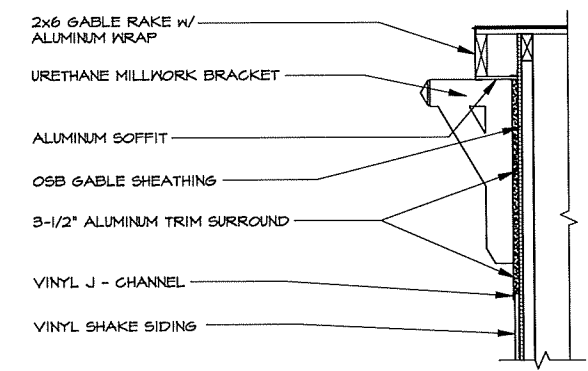 2x6 GABLE RAKE W/
ALUMINUM WRAP
URETHANE MILLWORK BRACKET
ALUMINUM SOFFIT
OSB GABLE SHEATHING
3-1/2" ALUMINUM TRIM SURROUND
VINYL J - CHANNEL
VINYL SHAKE SIDING